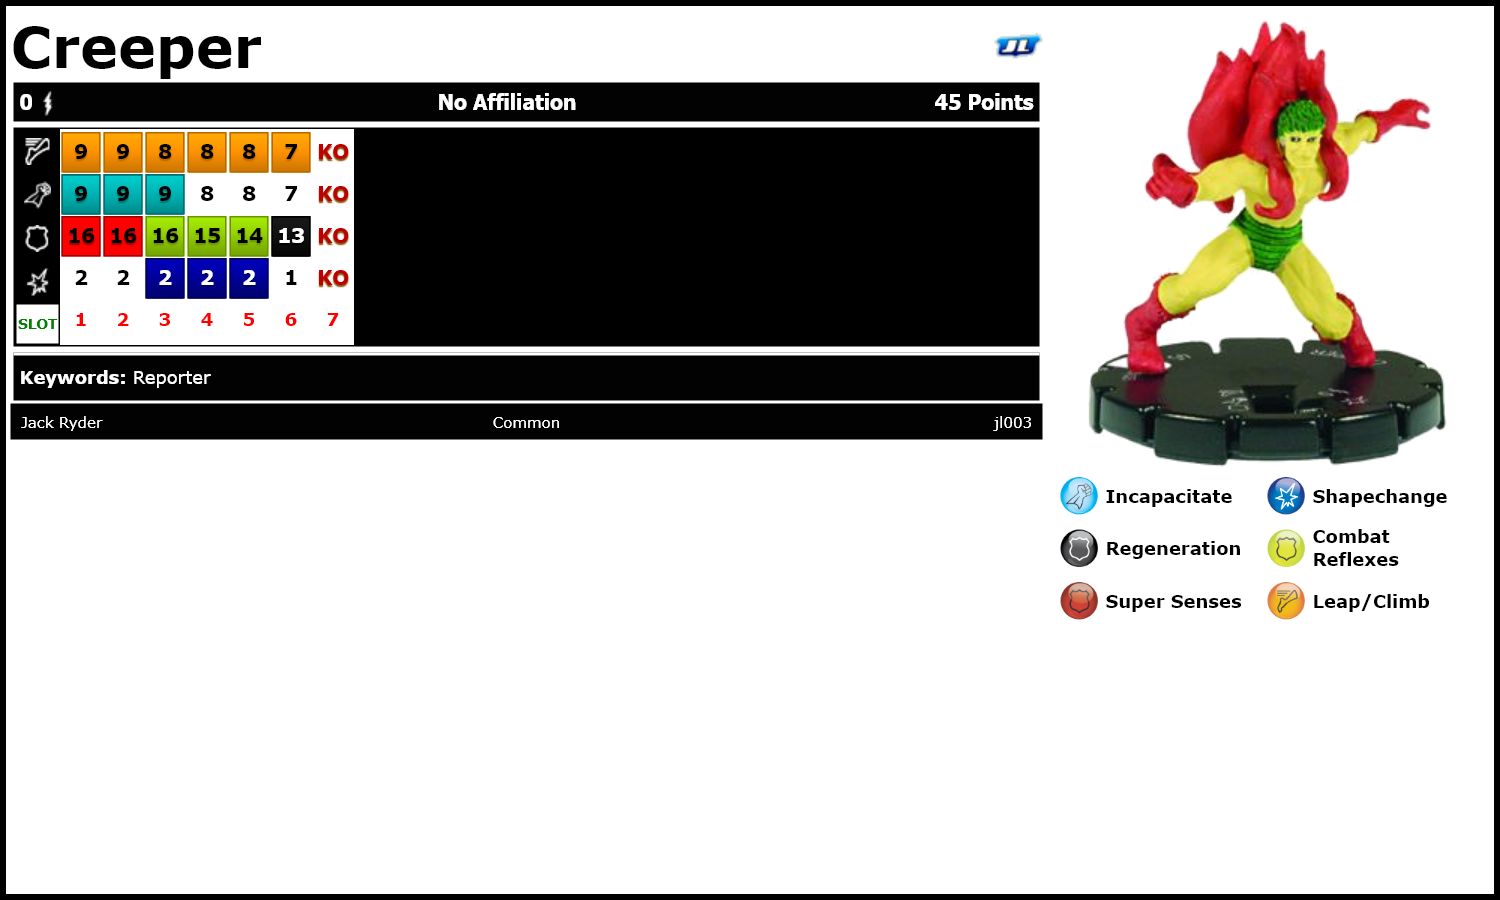 Creeper
JL
0 No Affiliation 45 Points
9 9 8 8 8 7 KO
9 9 9 8 8 7 KO
16 16 16 15 14 13 KO
2 2 2 2 2 1 KO
SLOT 1 2 3 4 5 6 7
Keywords: Reporter
Jack Ryder Common jl003
Incapacitate Shapechange
Regeneration Combat
Reflexes
Super Senses Leap/Climb